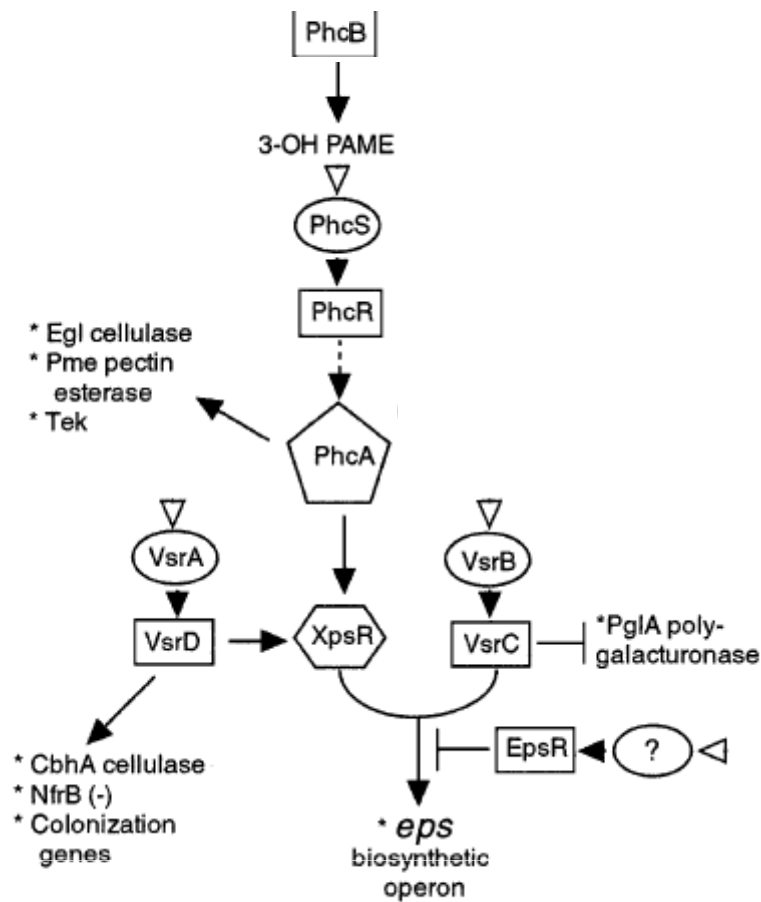 PhcB
3-OH PAME
PhcS
PhcR
* Egl cellulase
* Pme pectin
esterase
* Tek
PhcA
VsrA
VsrB
VsrD
XpsR
VsrC
*PglA poly-
galacturonase
EpsR
?
* CbhA cellulase
* NfrB (-)
* Colonization
genes
* eps
biosynthetic
operon